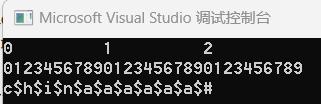 Microsoft Visual Studio 调试控制台
0         1         2
012345678901234567890123456789
c$h$i$n$a$a$a$a$a$#